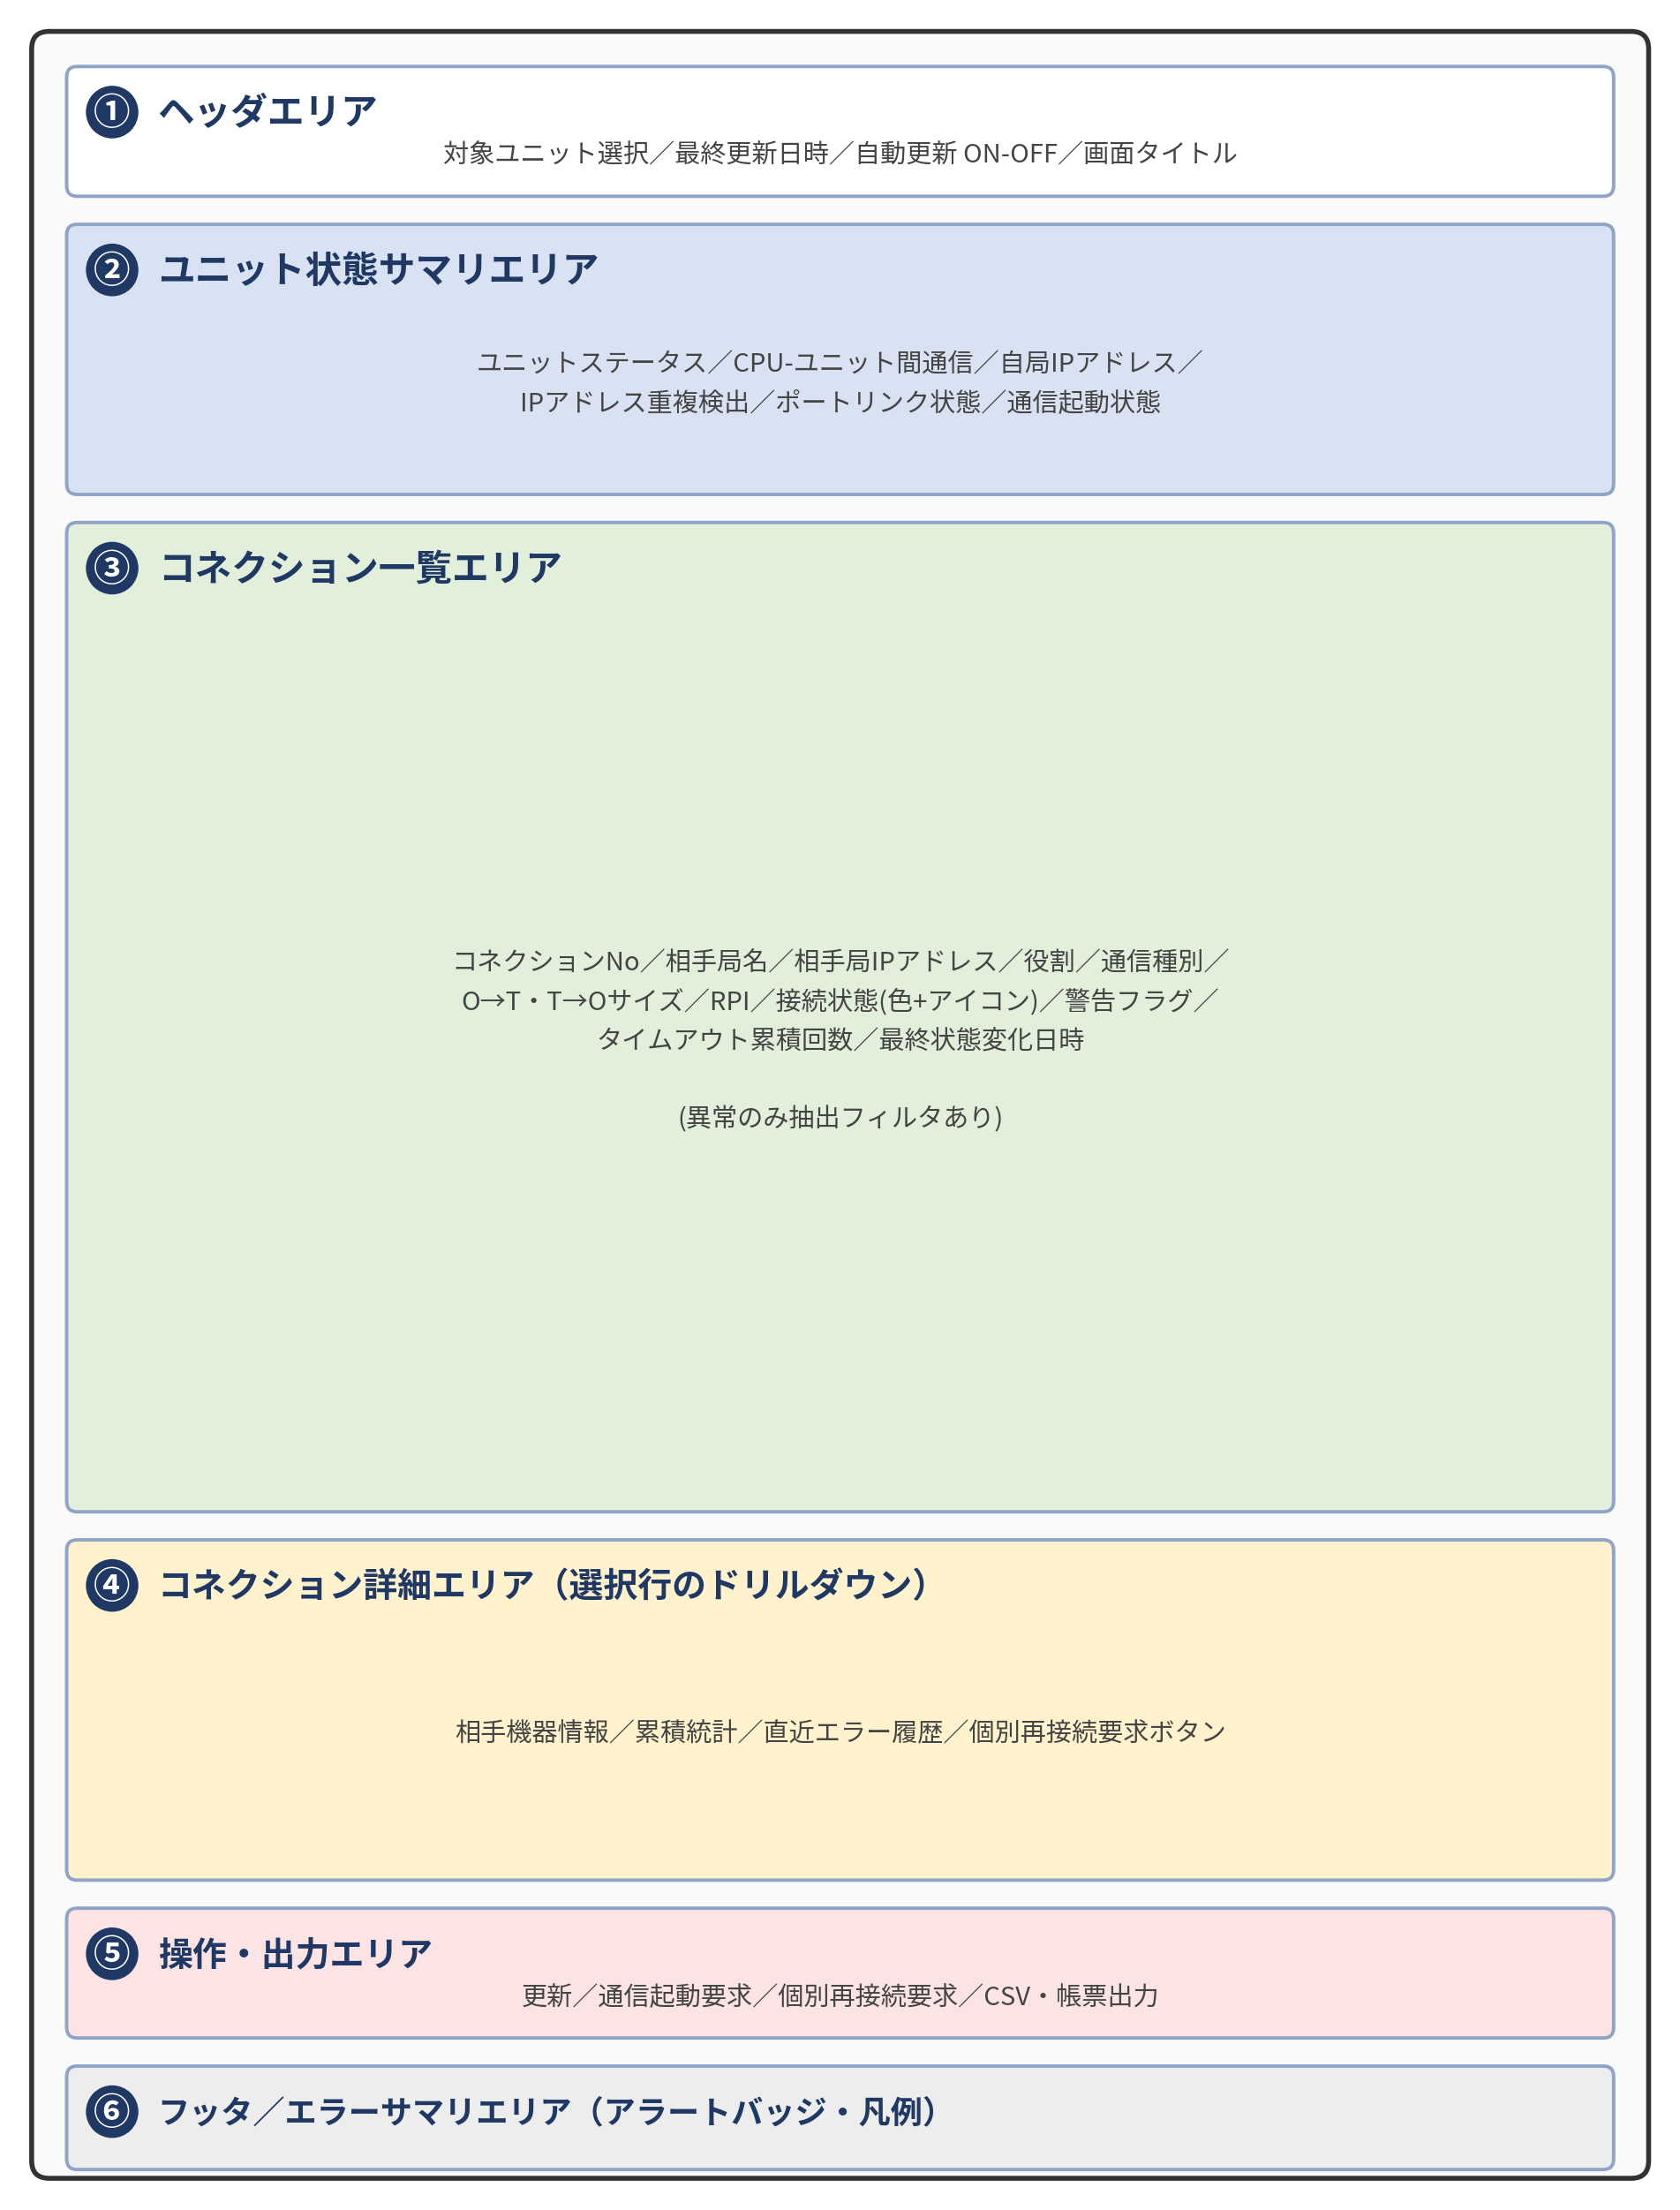 ① ヘッダエリア
対象ユニット選択／最終更新日時／自動更新 ON-OFF／画面タイトル
② ユニット状態サマリエリア
ユニットステータス／CPU-ユニット間通信／自局IPアドレス／
IPアドレス重複検出／ポートリンク状態／通信起動状態
③ コネクション一覧エリア
コネクションNo／相手局名／相手局IPアドレス／役割／通信種別／
O→T・T→Oサイズ／RPI／接続状態(色+アイコン)／警告フラグ／
タイムアウト累積回数／最終状態変化日時
(異常のみ抽出フィルタあり)
④ コネクション詳細エリア（選択行のドリルダウン）
相手機器情報／累積統計／直近エラー履歴／個別再接続要求ボタン
⑤ 操作・出力エリア
更新／通信起動要求／個別再接続要求／CSV・帳票出力
⑥ フッタ／エラーサマリエリア（アラートバッジ・凡例）